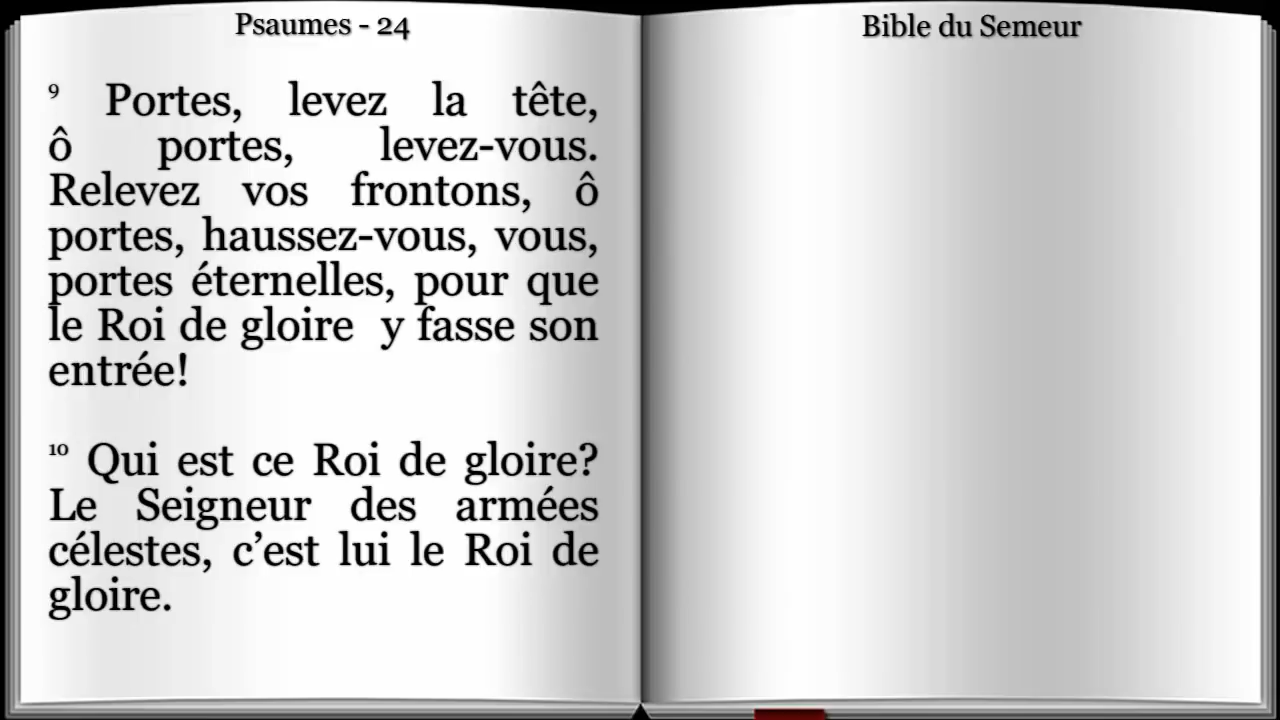 Psaumes - 24
Bible du Semeur
9 Portes, levez la tête,
ô portes, levez-vous.
Relevez vos frontons, ô
portes, haussez-vous, vous,
portes éternelles, pour que
le Roi de gloire y fasse son
entrée!
10 Qui est ce Roi de gloire?
Le Seigneur des armées
célestes, c’est lui le Roi de
gloire.